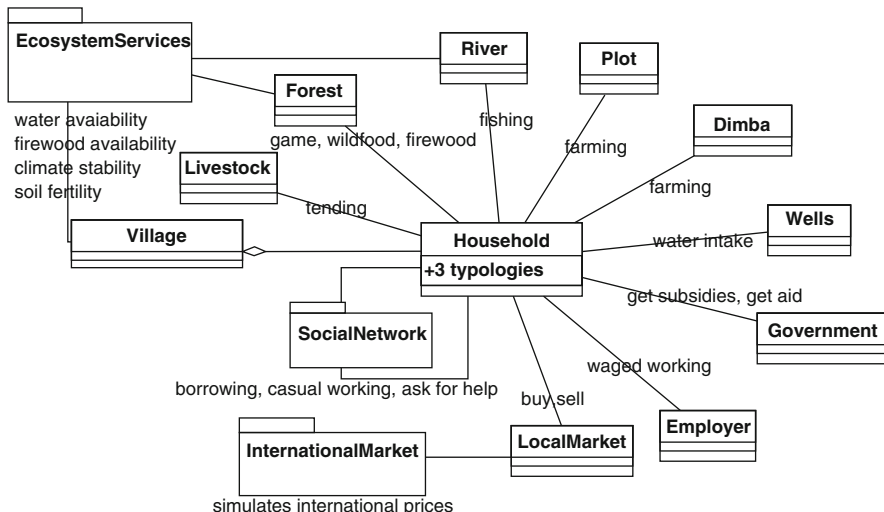 EcosystemServices
River
Plot
Forest
Dimba
water avaiability
firewood availability
climate stability
soil fertility
game, wildfood, firewood
fishing
farming
Livestock
farming
tending
Village
Household
+3 typologies
Wells
water intake
get subsidies, get aid
SocialNetwork
Government
borrowing, casual working, ask for help
waged working
buy,sell
InternationalMarket
LocalMarket
Employer
simulates international prices